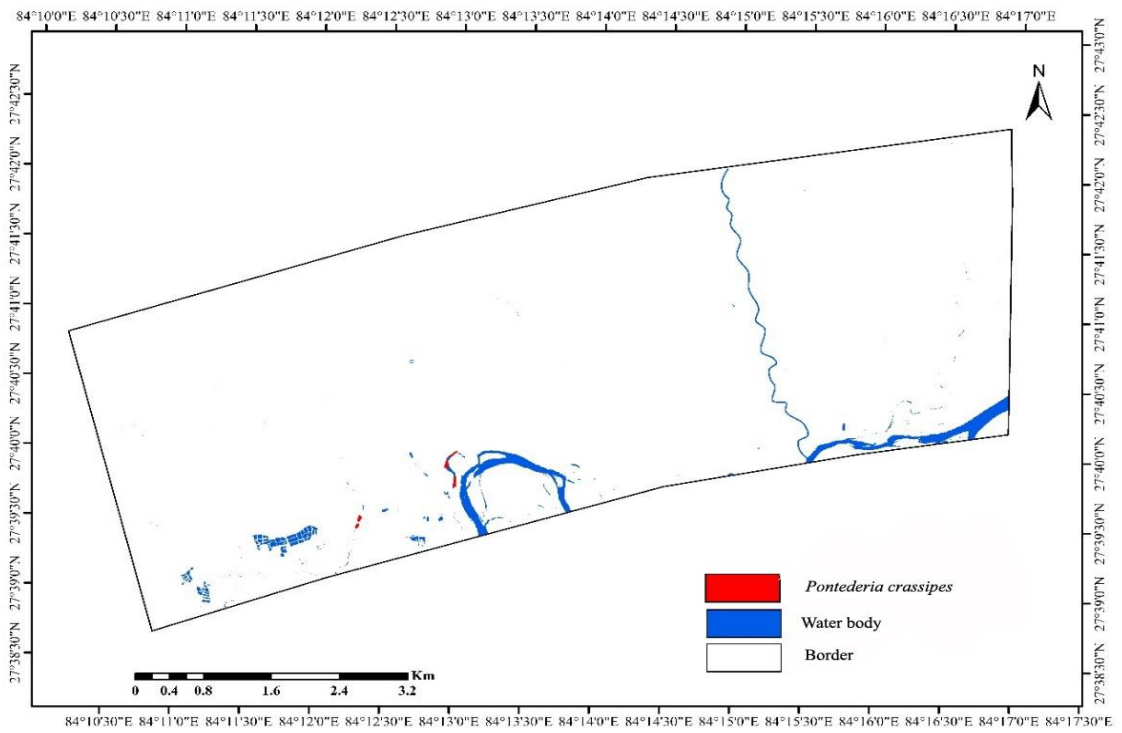 84°10'0"E 84°10'30"E 84°11'0"E 84°11'30"E 84°12'0"E 84°12'30"E 84°13'0"E 84°13'30"E 84°14'0"E 84°14'30"E 84°15'0"E 84°15'30"E 84°16'0"E 84°16'30"E 84°17'0"E
27°42'30"N
27°42'0"N
27°41'30"N
27°41'0"N
27°40'30"N
27°40'0"N
27°39'30"N
27°39'0"N
27°38'30"N
N
27°43'0"N
27°42'30"N
27°42'0"N
27°41'30"N
27°41'0"N
27°40'30"N
27°40'0"N
27°39'30"N
27°39'0"N
27°38'30"N
Pontederia crassipes
Water body
Border
Km
0 0.4 0.8 1.6 2.4 3.2
84°10'30"E 84°11'0"E 84°11'30"E 84°12'0"E 84°12'30"E 84°13'0"E 84°13'30"E 84°14'0"E 84°14'30"E 84°15'0"E 84°15'30"E 84°16'0"E 84°16'30"E 84°17'0"E 84°17'30"E